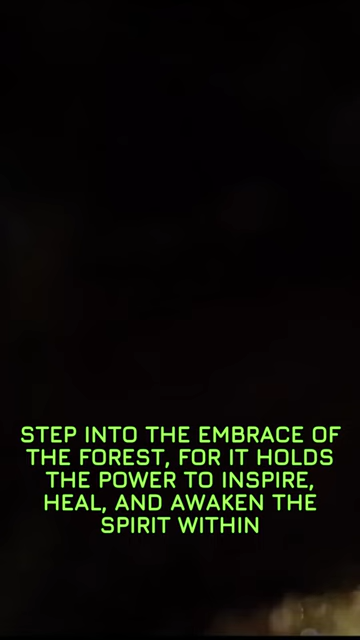 STEP INTO THE EMBRACE OF
THE FOREST, FOR IT HOLDS
THE POWER TO INSPIRE,
HEAL, AND AWAKEN THE
SPIRIT WITHIN